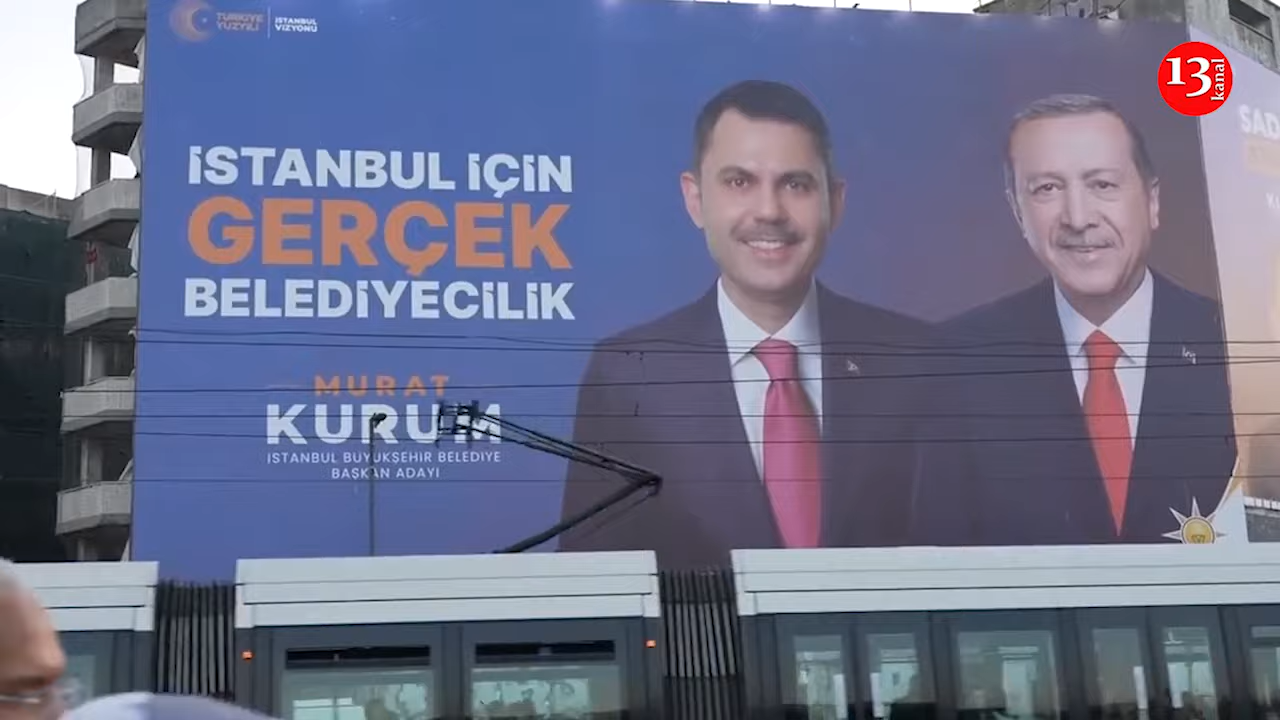 TÜRKİYE
YÜZYILI
İSTANBUL
VİZYONU
13 kanal
İSTANBUL İÇİN
GERÇEK
BELEDİYECİLİK
MURAT
KURUM
İSTANBUL BÜYÜKŞEHİR BELEDİYE
BAŞKAN ADAYI